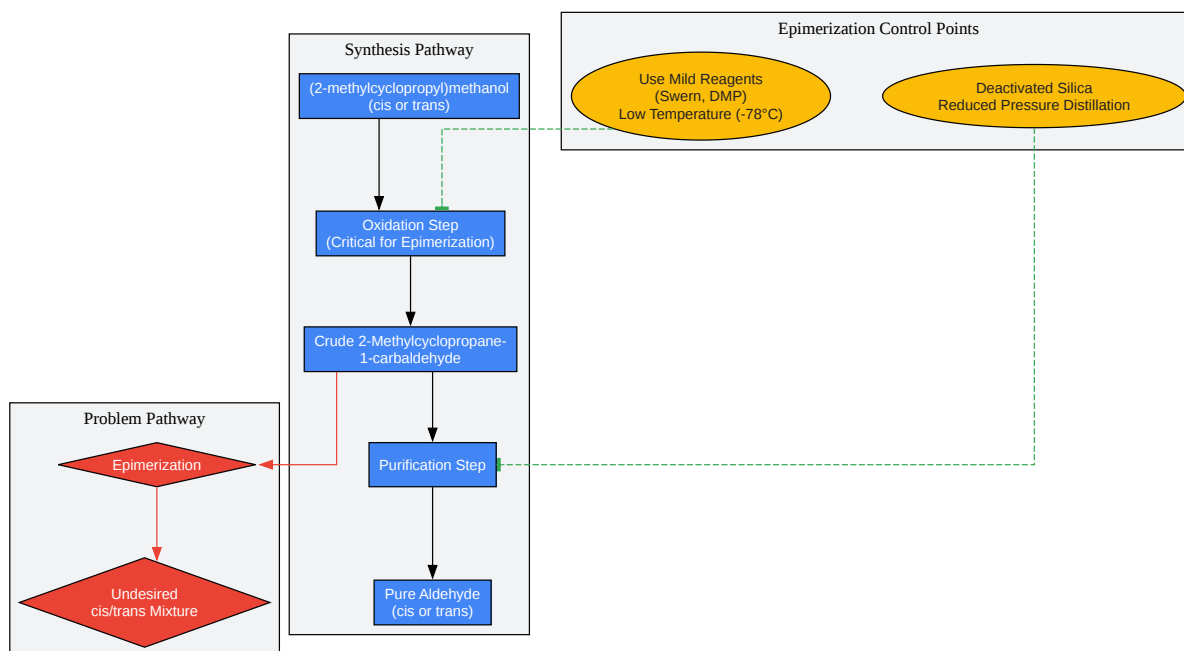 Epimerization Control Points
Use Mild Reagents
(Swern, DMP)
Low Temperature (-78°C)
Deactivated Silica
Reduced Pressure Distillation
Synthesis Pathway
(2-methylcyclopropyl)methanol
(cis or trans)
Oxidation Step
(Critical for Epimerization)
Crude 2-Methylcyclopropane-
1-carbaldehyde
Purification Step
Pure Aldehyde
(cis or trans)
Problem Pathway
Epimerization
Undesired
cis/trans Mixture